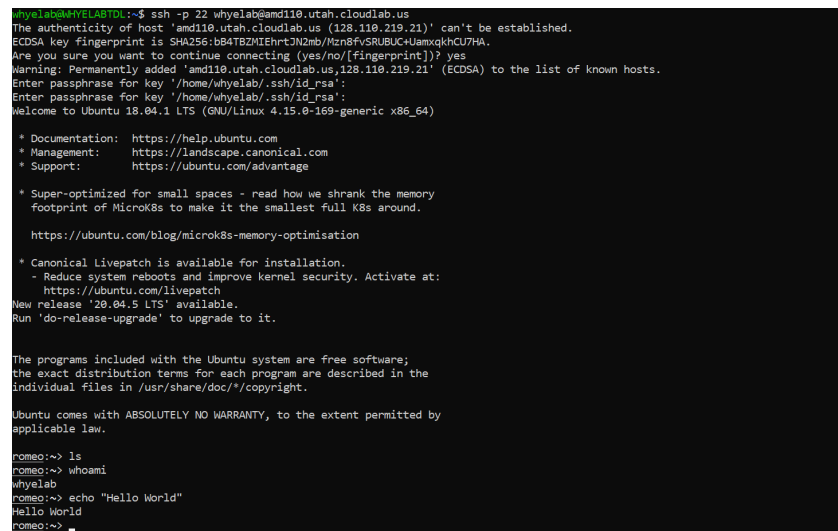 whyelab@WHYELABTDL:~$ ssh -p 22 whyelab@amd110.utah.cloudlab.us
The authenticity of host 'amd110.utah.cloudlab.us (128.110.219.21)' can't be established.
ECDSA key fingerprint is SHA256:bB4TBZMIEhrtJN2mb/Mzn8fvSRUBUC+UamxqkhCU7HA.
Are you sure you want to continue connecting (yes/no/[fingerprint])? yes
Warning: Permanently added 'amd110.utah.cloudlab.us,128.110.219.21' (ECDSA) to the list of known hosts.
Enter passphrase for key '/home/whyelab/.ssh/id_rsa':
Enter passphrase for key '/home/whyelab/.ssh/id_rsa':
Welcome to Ubuntu 18.04.1 LTS (GNU/Linux 4.15.0-169-generic x86_64)
* Documentation:  https://help.ubuntu.com
* Management:     https://landscape.canonical.com
* Support:        https://ubuntu.com/advantage
* Super-optimized for small spaces - read how we shrank the memory
footprint of MicroK8s to make it the smallest full K8s around.
https://ubuntu.com/blog/microk8s-memory-optimisation
* Canonical Livepatch is available for installation.
- Reduce system reboots and improve kernel security. Activate at:
https://ubuntu.com/livepatch
New release '20.04.5 LTS' available.
Run 'do-release-upgrade' to upgrade to it.
The programs included with the Ubuntu system are free software;
the exact distribution terms for each program are described in the
individual files in /usr/share/doc/*/copyright.
Ubuntu comes with ABSOLUTELY NO WARRANTY, to the extent permitted by
applicable law.
romeo:~> ls
romeo:~> whoami
whyelab
romeo:~> echo "Hello World"
Hello World
romeo:~>